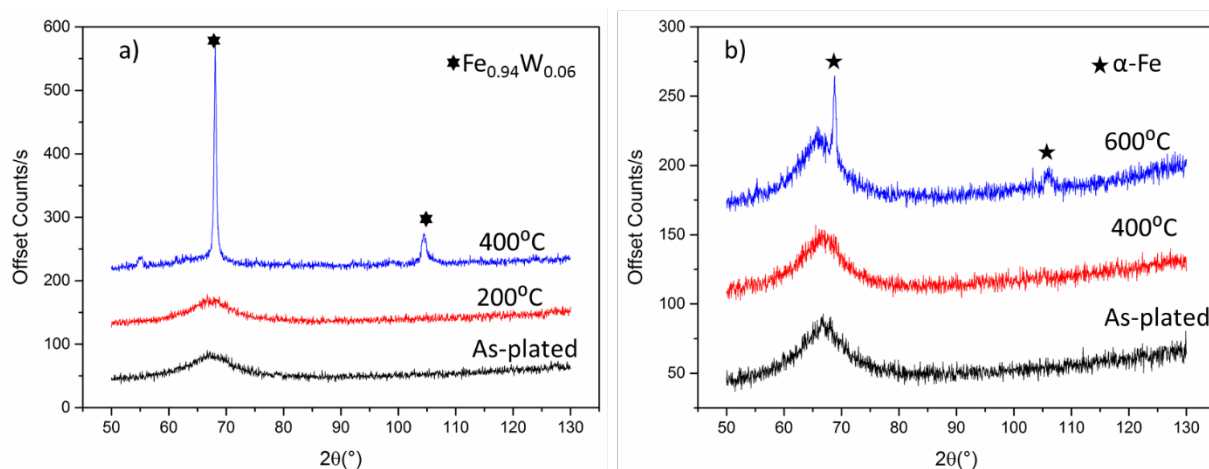 a)
✶Fe0.94W0.06
400°C
200°C
As-plated
600
500
400
300
200
100
0
50 60 70 80 90 100 110 120 130
Offset Counts/s
2θ(°)
b)
★ α-Fe
600°C
400°C
As-plated
300
250
200
150
100
50
50 60 70 80 90 100 110 120 130
Offset Counts/s
2θ(°)